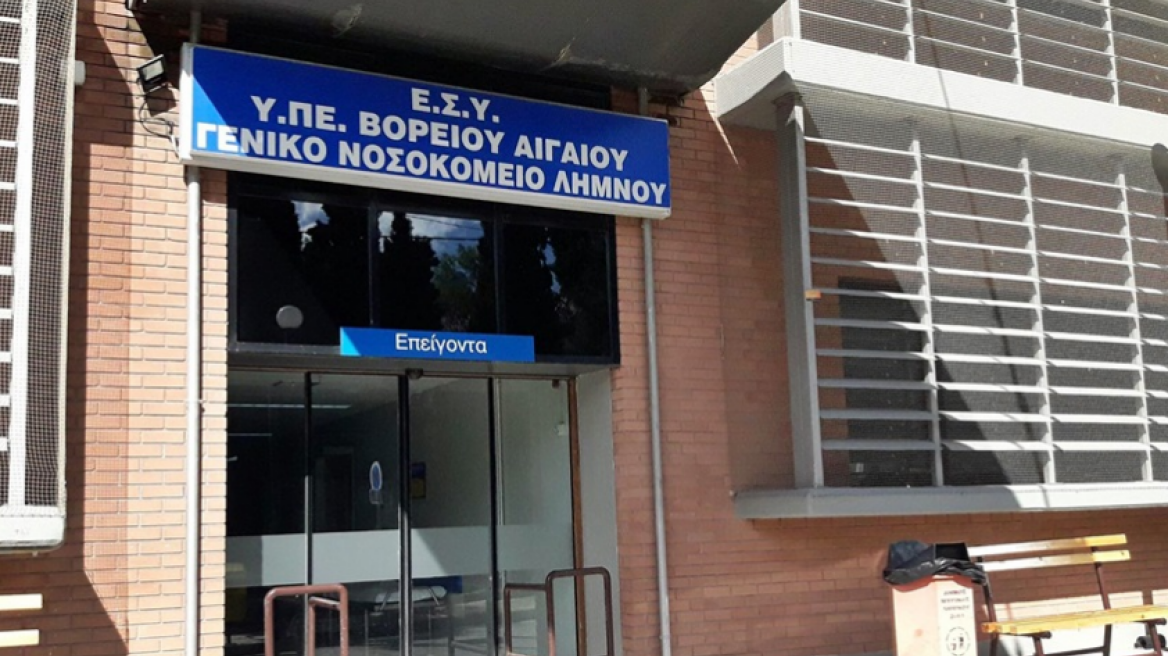 Ε.Σ.Υ.
Υ.ΠΕ. ΒΟΡΕΙΟΥ ΑΙΓΑΙΟΥ
ΓΕΝΙΚΟ ΝΟΣΟΚΟΜΕΙΟ ΛΗΜΝΟΥ
Επείγοντα